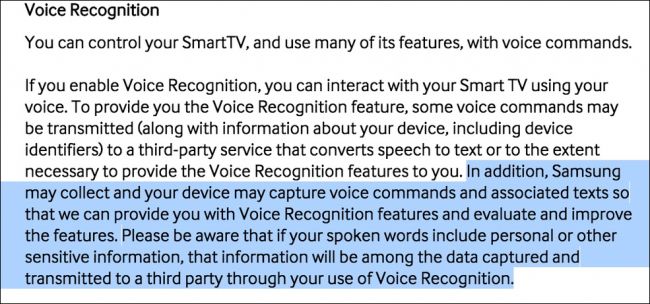 Voice Recognition
You can control your SmartTV, and use many of its features, with voice commands.
If you enable Voice Recognition, you can interact with your Smart TV using your
voice. To provide you the Voice Recognition feature, some voice commands may
be transmitted (along with information about your device, including device
identifiers) to a third-party service that converts speech to text or to the extent
necessary to provide the Voice Recognition features to you. In addition, Samsung
may collect and your device may capture voice commands and associated texts so
that we can provide you with Voice Recognition features and evaluate and improve
the features. Please be aware that if your spoken words include personal or other
sensitive information, that information will be among the data captured and
transmitted to a third party through your use of Voice Recognition.